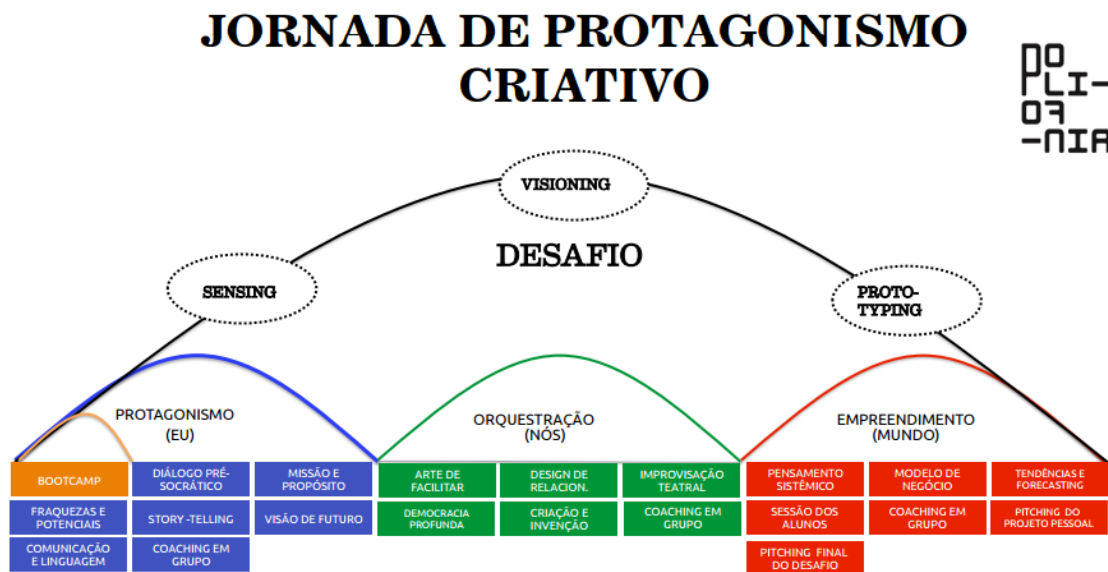 JORNADA DE PROTAGONISMO
CRIATIVO
PO
LI-
FO
-NIA
VISIONING
DESAFIO
SENSING
PROTO-
TYPING
PROTAGONISMO
(EU)
ORQUESTRAÇÃO
(NÓS)
EMPREENDIMENTO
(MUNDO)
BOOTCAMP
DIÁLOGO PRÉ-
SOCRÁTICO
MISSÃO E
PROPÓSITO
FRAQUEZAS E
POTENCIAIS
STORY -TELLING
VISÃO DE FUTURO
COMUNICAÇÃO
E LINGUAGEM
COACHING EM
GRUPO
ARTE DE
FACILITAR
DESIGN DE
RELACION.
IMPROVISAÇÃO
TEATRAL
DEMOCRACIA
PROFUNDA
CRIAÇÃO E
INVENÇÃO
COACHING EM
GRUPO
PENSAMENTO
SISTÊMICO
MODELO DE
NEGÓCIO
TENDÊNCIAS E
FORECASTING
SESSÃO DOS
ALUNOS
COACHING EM
GRUPO
PITCHING DO
PROJETO PESSOAL
PITCHING FINAL
DO DESAFIO